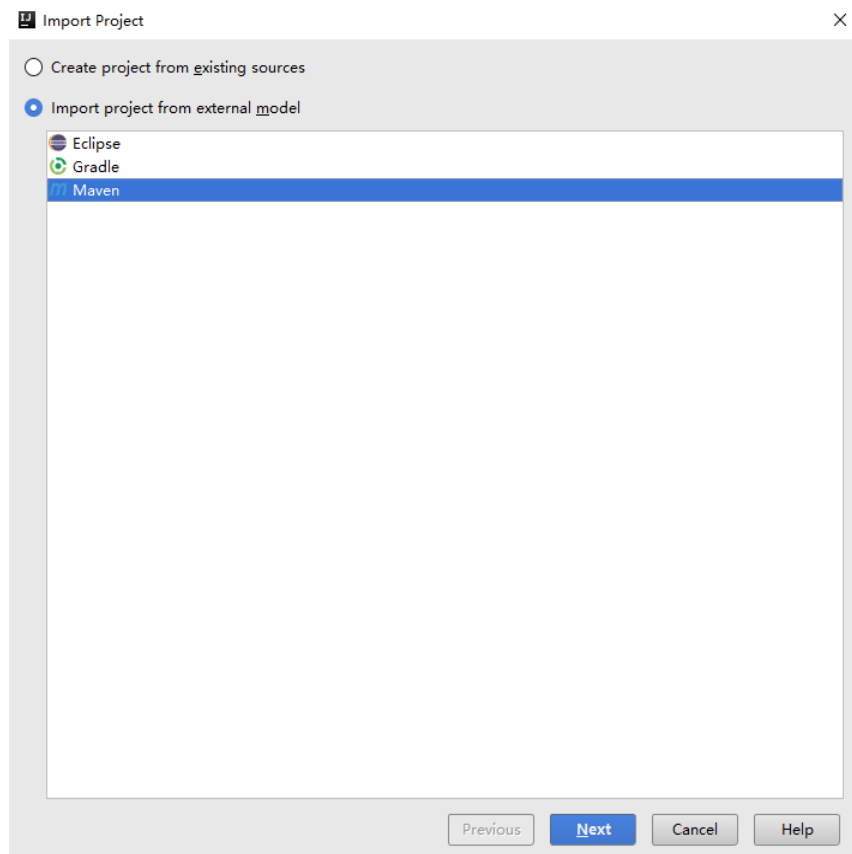 Import Project
Create project from existing sources
Import project from external model
Eclipse
Gradle
Maven
Previous
Next
Cancel
Help